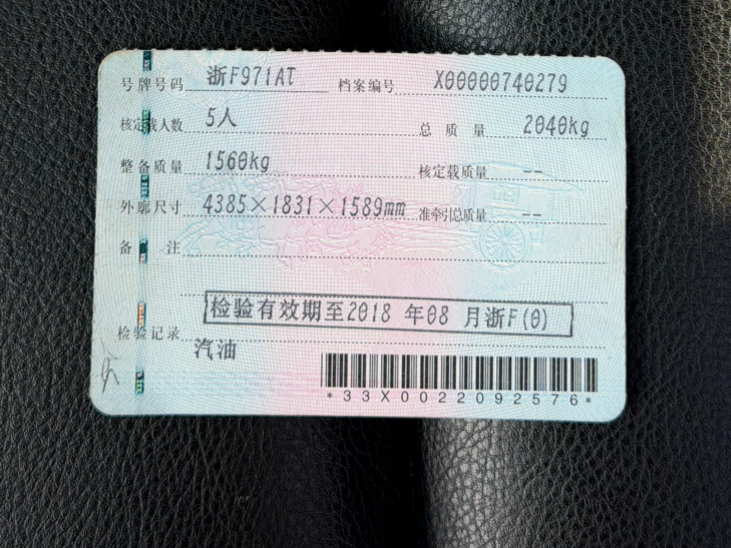 号牌号码 浙F971AT 档案编号 X00000740279
核定载人数 5人 总质量 2040kg
整备质量 1560kg 核定载质量 --
外廓尺寸 4385×1831×1589mm 准牵引总质量 --
备注
检验记录 检验有效期至2018 年08 月浙F(0)
汽油
*33X0022092576*